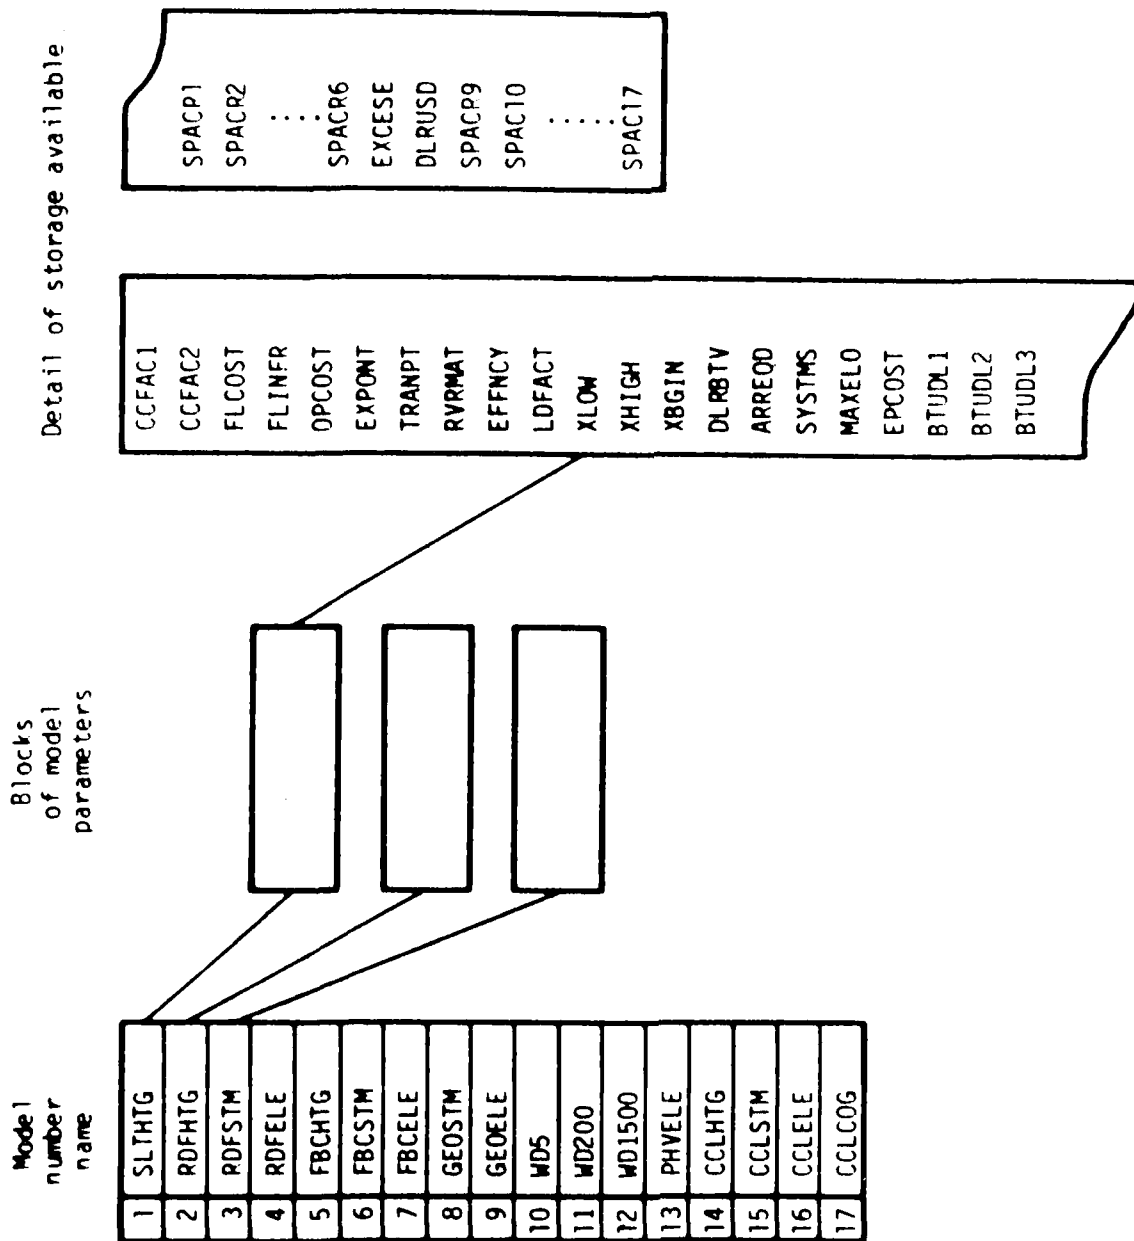 Model
number
name
1 SLTHTG
2 RDFHTG
3 RDFSTM
4 RDFELE
5 FBCHTG
6 FBCSTM
7 FBCELE
8 GEOSTM
9 GEOELE
10 WD5
11 WD200
12 WD1500
13 PHVELE
14 CCLHTG
15 CCLSTM
16 CCLELE
17 CCLCOG
Blocks
of model
parameters
Detail of storage available
CCFAC1
CCFAC2
FLCOST
FLINFR
OPCOST
EXPONT
TRANPT
RVRMAT
EFFNCY
LDFACT
XLOW
XHIGH
XBGIN
DLRBTV
ARREQD
SYSTMS
MAXELO
EPCOST
BTUDL1
BTUDL2
BTUDL3
SPACP1
SPACR2
SPACR6
EXCESE
DLRUSD
SPACP9
SPAC10
SPAC17